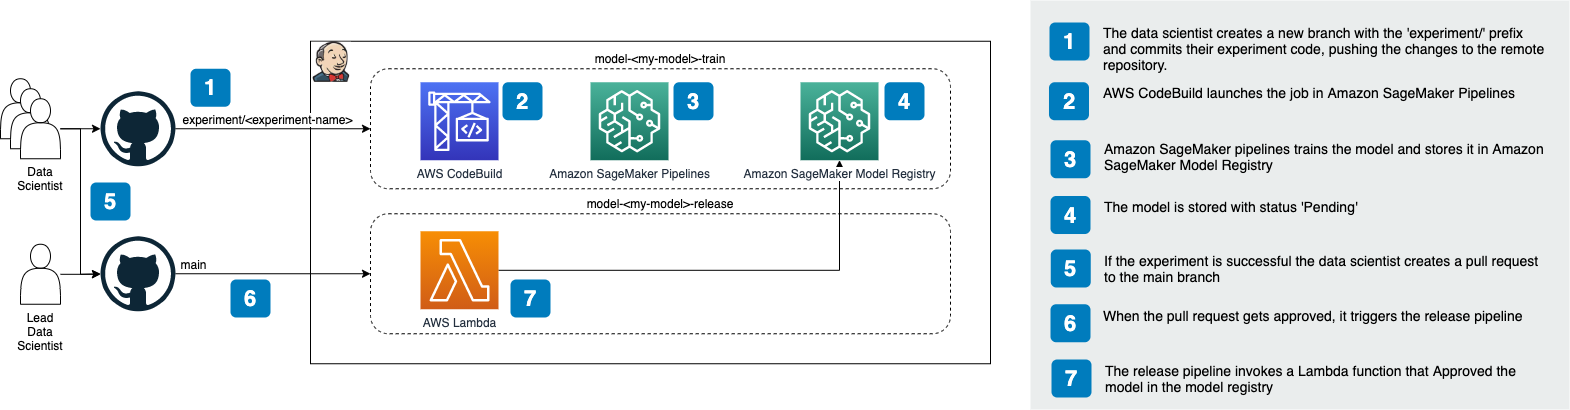 1
experiment/<experiment-name>
Data
Scientist
5
Lead
Data
Scientist
main
6
model-<my-model>-train
2
AWS CodeBuild
3
Amazon SageMaker Pipelines
4
Amazon SageMaker Model Registry
model-<my-model>-release
AWS Lambda
7
1
The data scientist creates a new branch with the 'experiment/' prefix
and commits their experiment code, pushing the changes to the remote
repository.
2
AWS CodeBuild launches the job in Amazon SageMaker Pipelines
3
Amazon SageMaker pipelines trains the model and stores it in Amazon
SageMaker Model Registry
4
The model is stored with status 'Pending'
5
If the experiment is successful the data scientist creates a pull request
to the main branch
6
When the pull request gets approved, it triggers the release pipeline
7
The release pipeline invokes a Lambda function that Approved the
model in the model registry